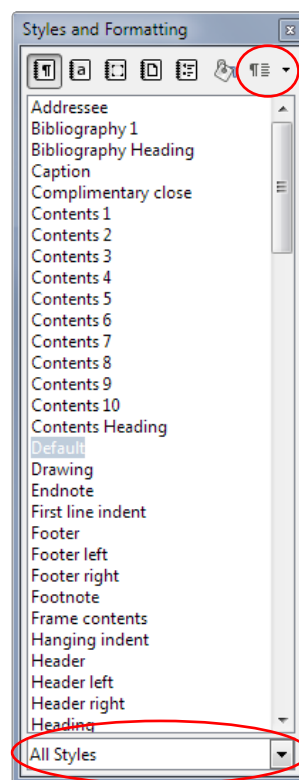 Styles and Formatting
Addressee
Bibliography 1
Bibliography Heading
Caption
Complimentary close
Contents 1
Contents 2
Contents 3
Contents 4
Contents 5
Contents 6
Contents 7
Contents 8
Contents 9
Contents 10
Contents Heading
Default
Drawing
Endnote
First line indent
Footer
Footer left
Footer right
Footnote
Frame contents
Hanging indent
Header
Header left
Header right
Heading
All Styles